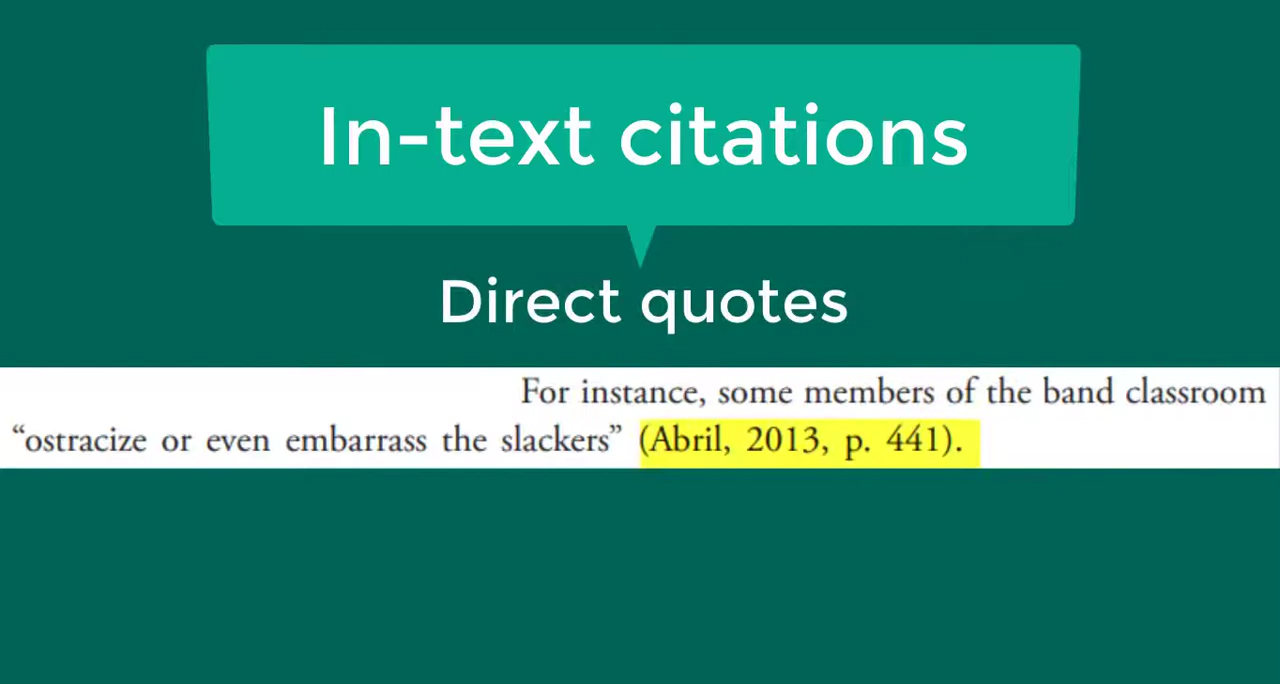 In-text citations
Direct quotes
For instance, some members of the band classroom
“ostracize or even embarrass the slackers” (Abril, 2013, p. 441).